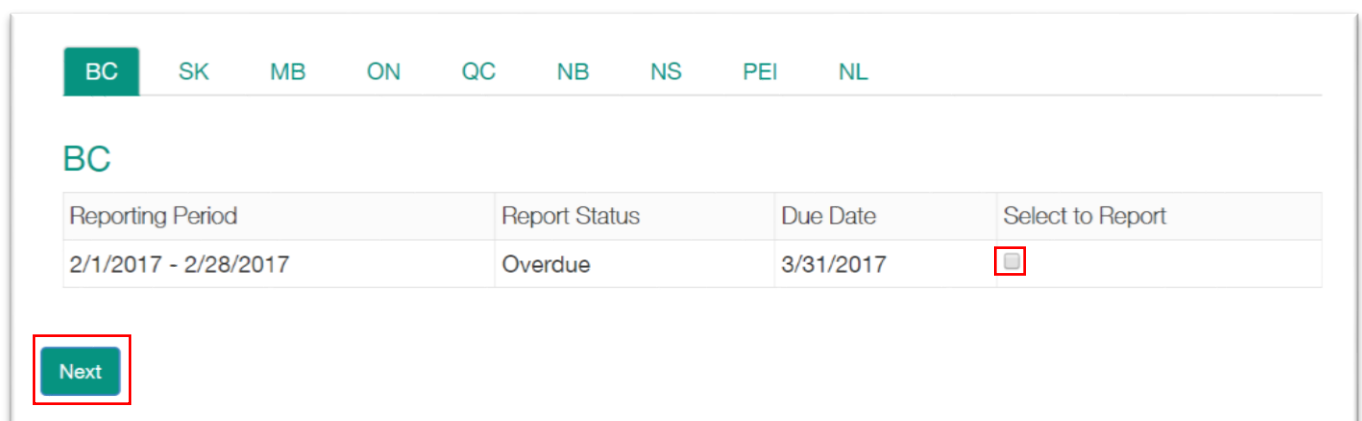 BC SK MB ON QC NB NS PEI NL
BC
Reporting Period Report Status Due Date Select to Report
2/1/2017 - 2/28/2017 Overdue 3/31/2017
Next